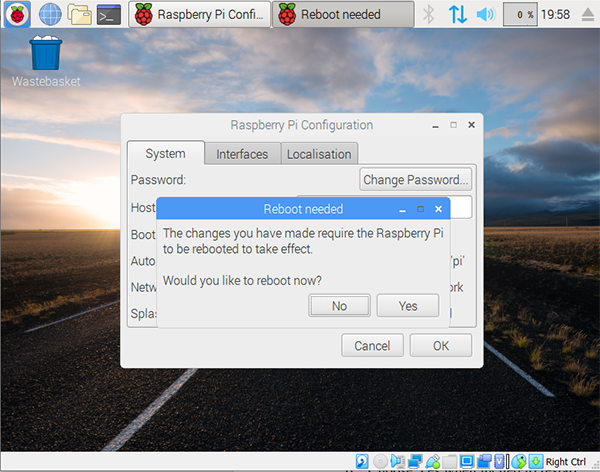 Raspberry Pi Confi...
Reboot needed
0 %
19:58
Wastebasket
Raspberry Pi Configuration
System
Interfaces
Localisation
Password:
Change Password...
Host
Reboot needed
Boot
The changes you have made require the Raspberry Pi
to be rebooted to take effect.
Auto
'pi'
Would you like to reboot now?
Netw
ork
No
Yes
Splas
Cancel
OK
Right Ctrl